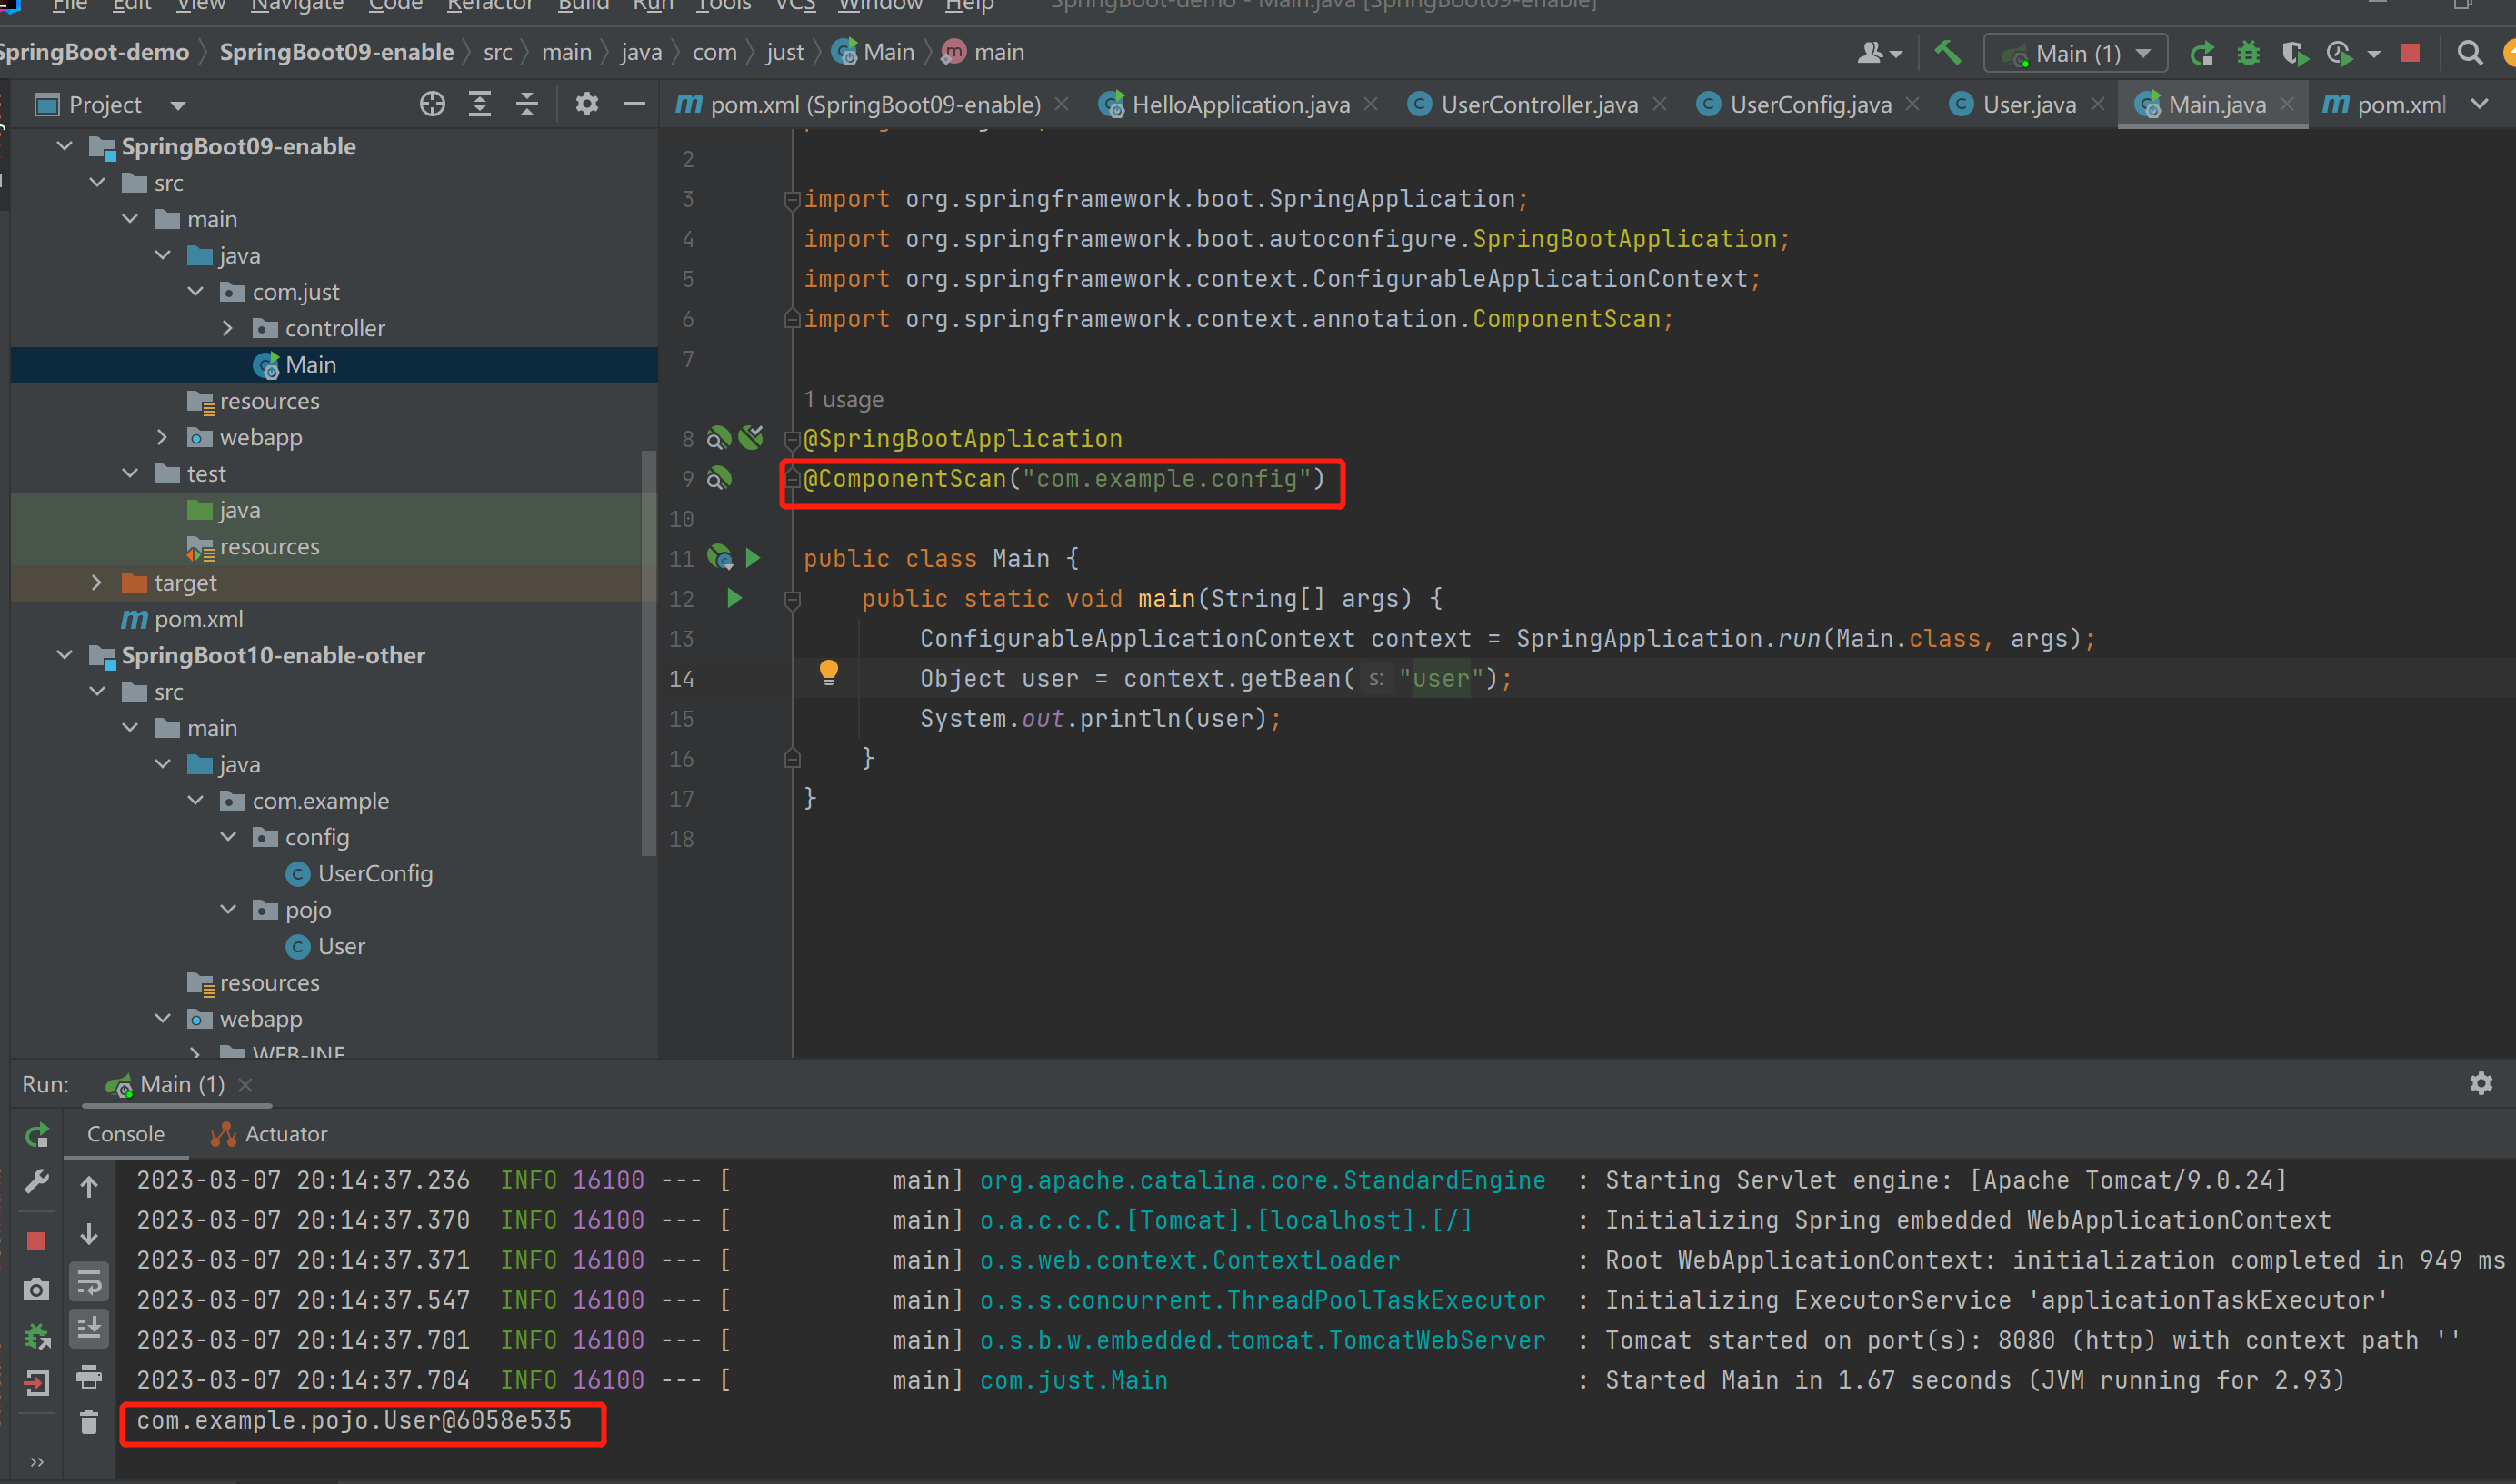 File Edit View Navigate Code Refactor Build Run Tools VCS Window Help SpringBoot-demo - Main.java [SpringBoot09-enable]
SpringBoot-demo SpringBoot09-enable src main java com just Main main
Main (1)
Project
pom.xml (SpringBoot09-enable) HelloApplication.java UserController.java UserConfig.java User.java Main.java pom.xml
SpringBoot09-enable
src
main
java
com.just
controller
Main
resources
webapp
test
java
resources
target
pom.xml
SpringBoot10-enable-other
src
main
java
com.example
config
UserConfig
pojo
User
resources
webapp
WEB-INF
2
3 import org.springframework.boot.SpringApplication;
4 import org.springframework.boot.autoconfigure.SpringBootApplication;
5 import org.springframework.context.ConfigurableApplicationContext;
6 import org.springframework.context.annotation.ComponentScan;
7
1 usage
8 @SpringBootApplication
9 @ComponentScan("com.example.config")
10
11 public class Main {
12 public static void main(String[] args) {
13 ConfigurableApplicationContext context = SpringApplication.run(Main.class, args);
14 Object user = context.getBean( s: "user");
15 System.out.println(user);
16 }
17 }
18
Run: Main (1)
Console Actuator
2023-03-07 20:14:37.236 INFO 16100 --- [ main] org.apache.catalina.core.StandardEngine : Starting Servlet engine: [Apache Tomcat/9.0.24]
2023-03-07 20:14:37.370 INFO 16100 --- [ main] o.a.c.c.C.[Tomcat].[localhost].[/] : Initializing Spring embedded WebApplicationContext
2023-03-07 20:14:37.371 INFO 16100 --- [ main] o.s.web.context.ContextLoader : Root WebApplicationContext: initialization completed in 949 ms
2023-03-07 20:14:37.547 INFO 16100 --- [ main] o.s.s.concurrent.ThreadPoolTaskExecutor : Initializing ExecutorService 'applicationTaskExecutor'
2023-03-07 20:14:37.701 INFO 16100 --- [ main] o.s.b.w.embedded.tomcat.TomcatWebServer : Tomcat started on port(s): 8080 (http) with context path ''
2023-03-07 20:14:37.704 INFO 16100 --- [ main] com.just.Main : Started Main in 1.67 seconds (JVM running for 2.93)
com.example.pojo.User@6058e535